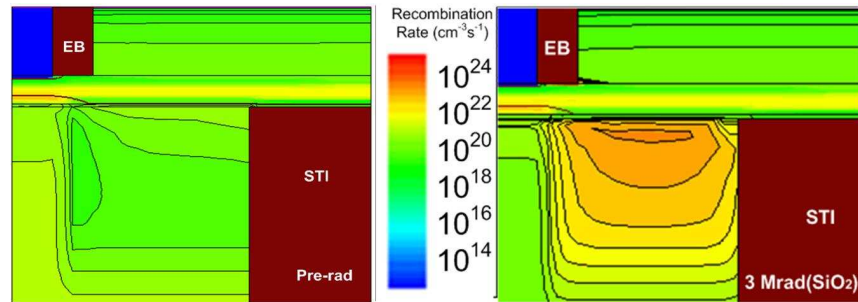 EB
STI
Pre-rad
Recombination
Rate (cm⁻³s⁻¹)
10²⁴
10²²
10²⁰
10¹⁸
10¹⁶
10¹⁴
EB
STI
3 Mrad(SiO₂)